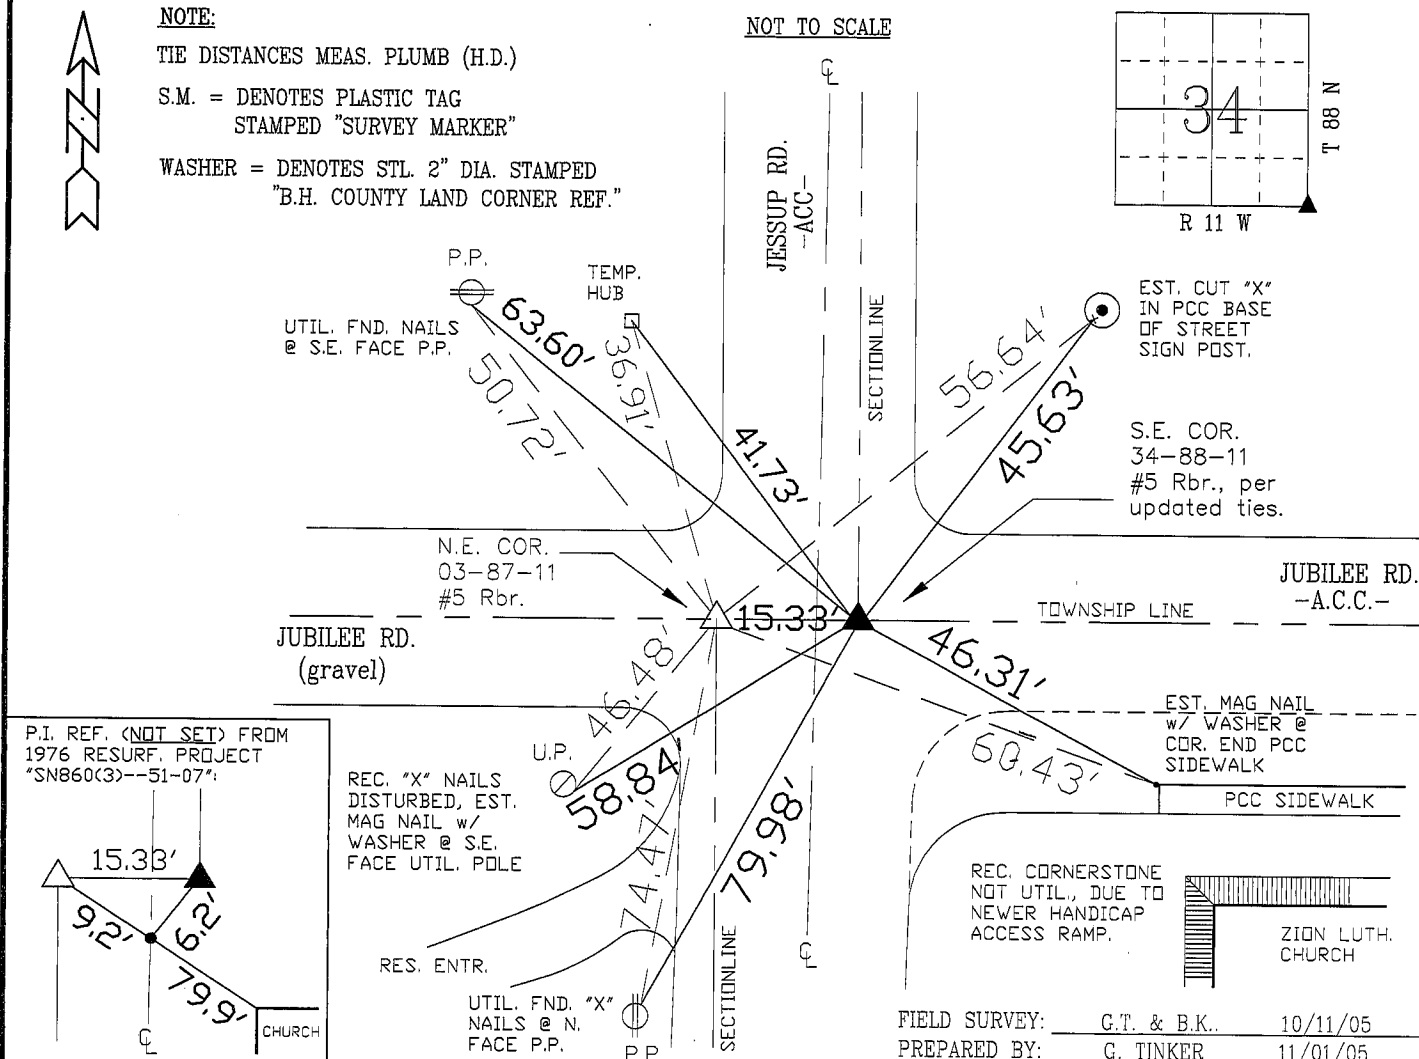 NOTE:
TIE DISTANCES MEAS. PLUMB (H.D.)
S.M. = DENOTES PLASTIC TAG
STAMPED "SURVEY MARKER"
WASHER = DENOTES STL. 2" DIA. STAMPED
"B.H. COUNTY LAND CORNER REF."
NOT TO SCALE
34
T 88 N
R 11 W
N
CL
JESSUP RD.
-ACC-
SECTIONLINE
P.P.
UTIL. FND. NAILS
@ S.E. FACE P.P.
TEMP.
HUB
63.60'
50.72'
36.91'
41.73'
56.64'
45.63'
EST. CUT "X"
IN PCC BASE
OF STREET
SIGN POST.
S.E. COR.
34-88-11
#5 Rbr., per
updated ties.
N.E. COR.
03-87-11
#5 Rbr.
JUBILEE RD.
-A.C.C.-
TOWNSHIP LINE
15.33'
JUBILEE RD.
(gravel)
46.48'
46.31'
60.43'
58.84'
79.98'
74.47'
EST. MAG NAIL
w/ WASHER @
COR. END PCC
SIDEWALK
PCC SIDEWALK
U.P.
REC. "X" NAILS
DISTURBED, EST.
MAG NAIL w/
WASHER @ S.E.
FACE UTIL. POLE
RES. ENTR.
UTIL. FND. "X"
NAILS @ N.
FACE P.P.
P.P.
SECTIONLINE
CL
REC. CORNERSTONE
NOT UTIL., DUE TO
NEWER HANDICAP
ACCESS RAMP.
ZION LUTH.
CHURCH
P.I. REF. (NOT SET) FROM
1976 RESURF. PROJECT
"SN860(3)--51-07":
15.33'
9.2'
6.2'
79.9'
CL
CHURCH
FIELD SURVEY: G.T. & B.K.. 10/11/05
PREPARED BY: G. TINKER 11/01/05